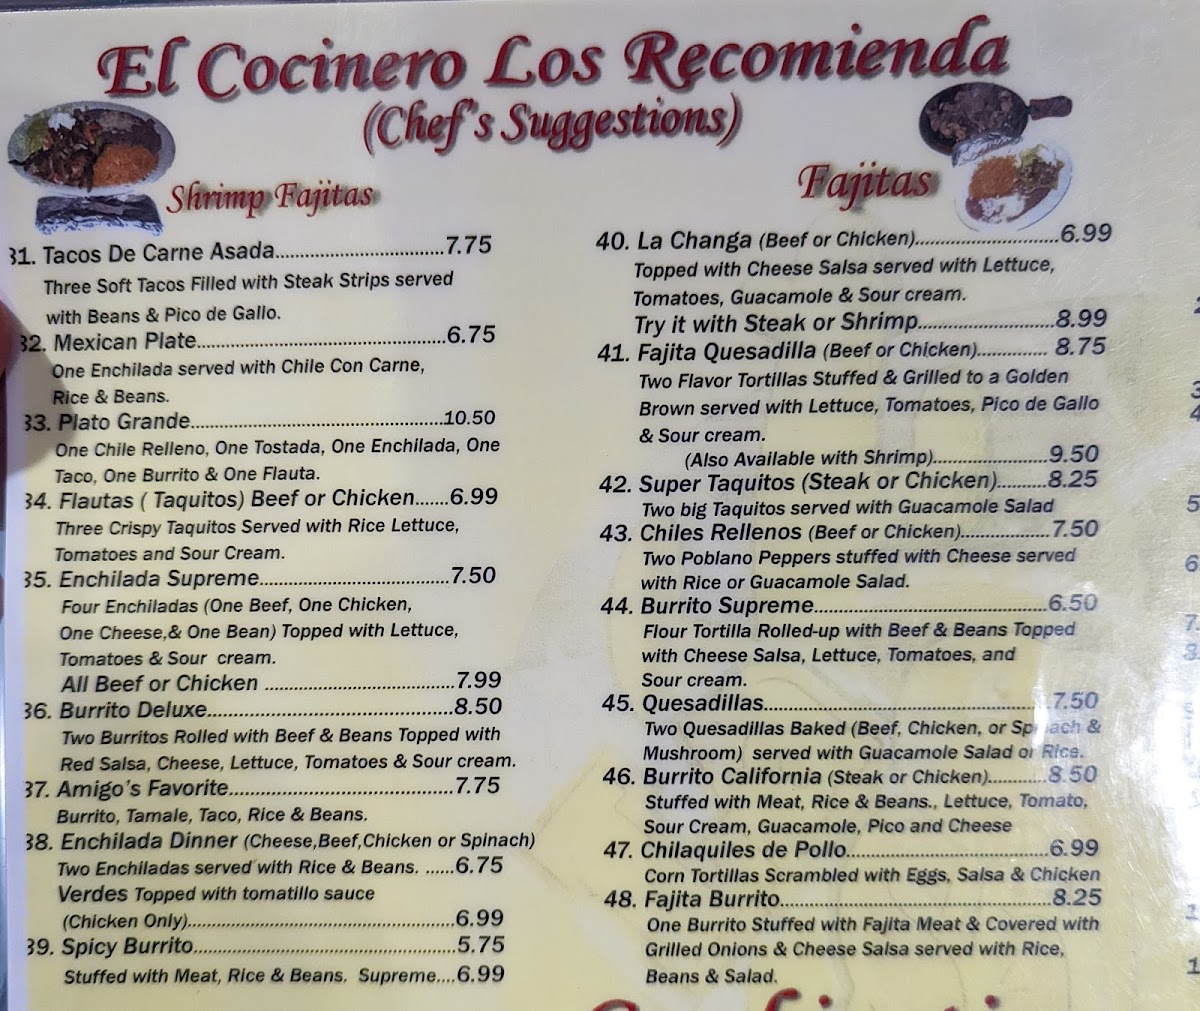 El Cocinero Los Recomienda
(Chef's Suggestions)
Shrimp Fajitas
31. Tacos De Carne Asada.......................7.75
Three Soft Tacos Filled with Steak Strips served
with Beans & Pico de Gallo.
32. Mexican Plate..................................6.75
One Enchilada served with Chile Con Carne,
Rice & Beans.
33. Plato Grande...................................10.50
One Chile Relleno, One Tostada, One Enchilada, One
Taco, One Burrito & One Flauta.
34. Flautas ( Taquitos) Beef or Chicken......6.99
Three Crispy Taquitos Served with Rice Lettuce,
Tomatoes and Sour Cream.
35. Enchilada Supreme..........................7.50
Four Enchiladas (One Beef, One Chicken,
One Cheese,& One Bean) Topped with Lettuce,
Tomatoes & Sour cream.
All Beef or Chicken ..........................7.99
36. Burrito Deluxe..................................8.50
Two Burritos Rolled with Beef & Beans Topped with
Red Salsa, Cheese, Lettuce, Tomatoes & Sour cream.
37. Amigo's Favorite...............................7.75
Burrito, Tamale, Taco, Rice & Beans.
38. Enchilada Dinner (Cheese,Beef,Chicken or Spinach)
Two Enchiladas served with Rice & Beans. ......6.75
Verdes Topped with tomatillo sauce
(Chicken Only).....................................6.99
39. Spicy Burrito....................................5.75
Stuffed with Meat, Rice & Beans. Supreme....6.99
Fajitas
40. La Changa (Beef or Chicken)....................6.99
Topped with Cheese Salsa served with Lettuce,
Tomatoes, Guacamole & Sour cream.
Try it with Steak or Shrimp...................8.99
41. Fajita Quesadilla (Beef or Chicken)............. 8.75
Two Flavor Tortillas Stuffed & Grilled to a Golden
Brown served with Lettuce, Tomatoes, Pico de Gallo
& Sour cream.
(Also Available with Shrimp)....................9.50
42. Super Taquitos (Steak or Chicken)..........8.25
Two big Taquitos served with Guacamole Salad
43. Chiles Rellenos (Beef or Chicken)..................7.50
Two Poblano Peppers stuffed with Cheese served
with Rice or Guacamole Salad.
44. Burrito Supreme.................................6.50
Flour Tortilla Rolled-up with Beef & Beans Topped
with Cheese Salsa, Lettuce, Tomatoes, and
Sour cream.
45. Quesadillas........................................7.50
Two Quesadillas Baked (Beef, Chicken, or Spinach &
Mushroom) served with Guacamole Salad or Rice.
46. Burrito California (Steak or Chicken)............8.50
Stuffed with Meat, Rice & Beans., Lettuce, Tomato,
Sour Cream, Guacamole, Pico and Cheese
47. Chilaquiles de Pollo.............................6.99
Corn Tortillas Scrambled with Eggs, Salsa & Chicken
48. Fajita Burrito.......................................8.25
One Burrito Stuffed with Fajita Meat & Covered with
Grilled Onions & Cheese Salsa served with Rice,
Beans & Salad.